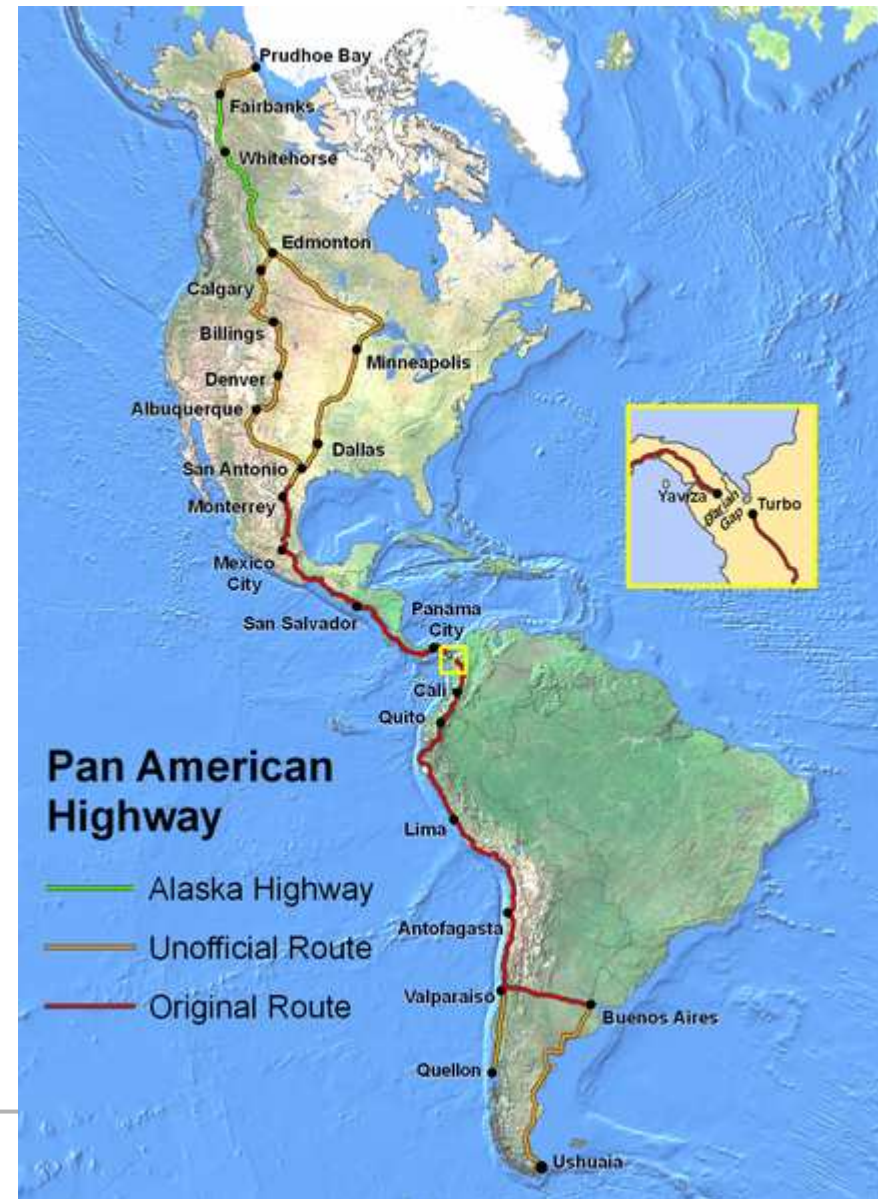 Prudhoe Bay
Fairbanks
Whitehorse
Edmonton
Calgary
Billings
Minneapolis
Denver
Albuquerque
Dallas
San Antonio
Monterrey
Yaviza
Darien
Gap
Turbo
Mexico
City
San Salvador
Panama
City
Cali
Quito
Pan American
Highway
Lima
Alaska Highway
Antofagasta
Unofficial Route
Valparaiso
Original Route
Buenos Aires
Quellon
Ushuaia